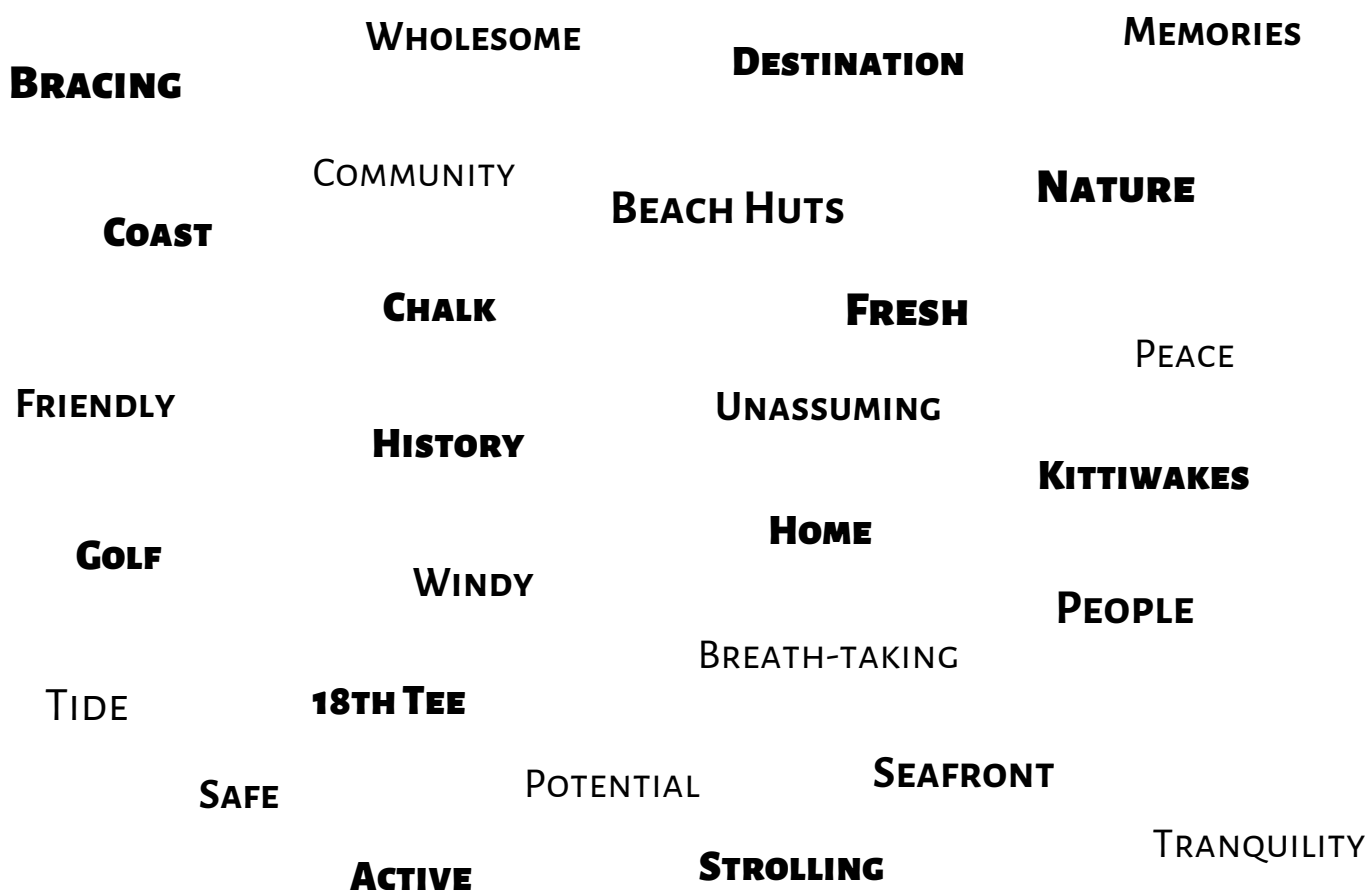 Wholesome
Memories
Destination
Bracing
Community
Nature
Beach Huts
Coast
Chalk
Fresh
Peace
Friendly
Unassuming
History
Kittiwakes
Home
Golf
Windy
People
Breath-taking
Tide
18th Tee
Seafront
Potential
Safe
Tranquility
Strolling
Active